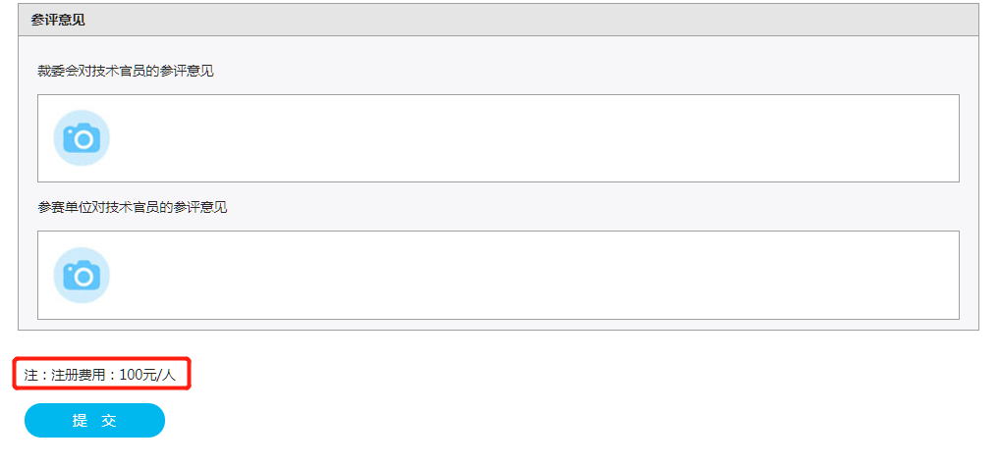 参评意见
裁委会对技术官员的参评意见
参赛单位对技术官员的参评意见
注：注册费用：100元/人
提 交